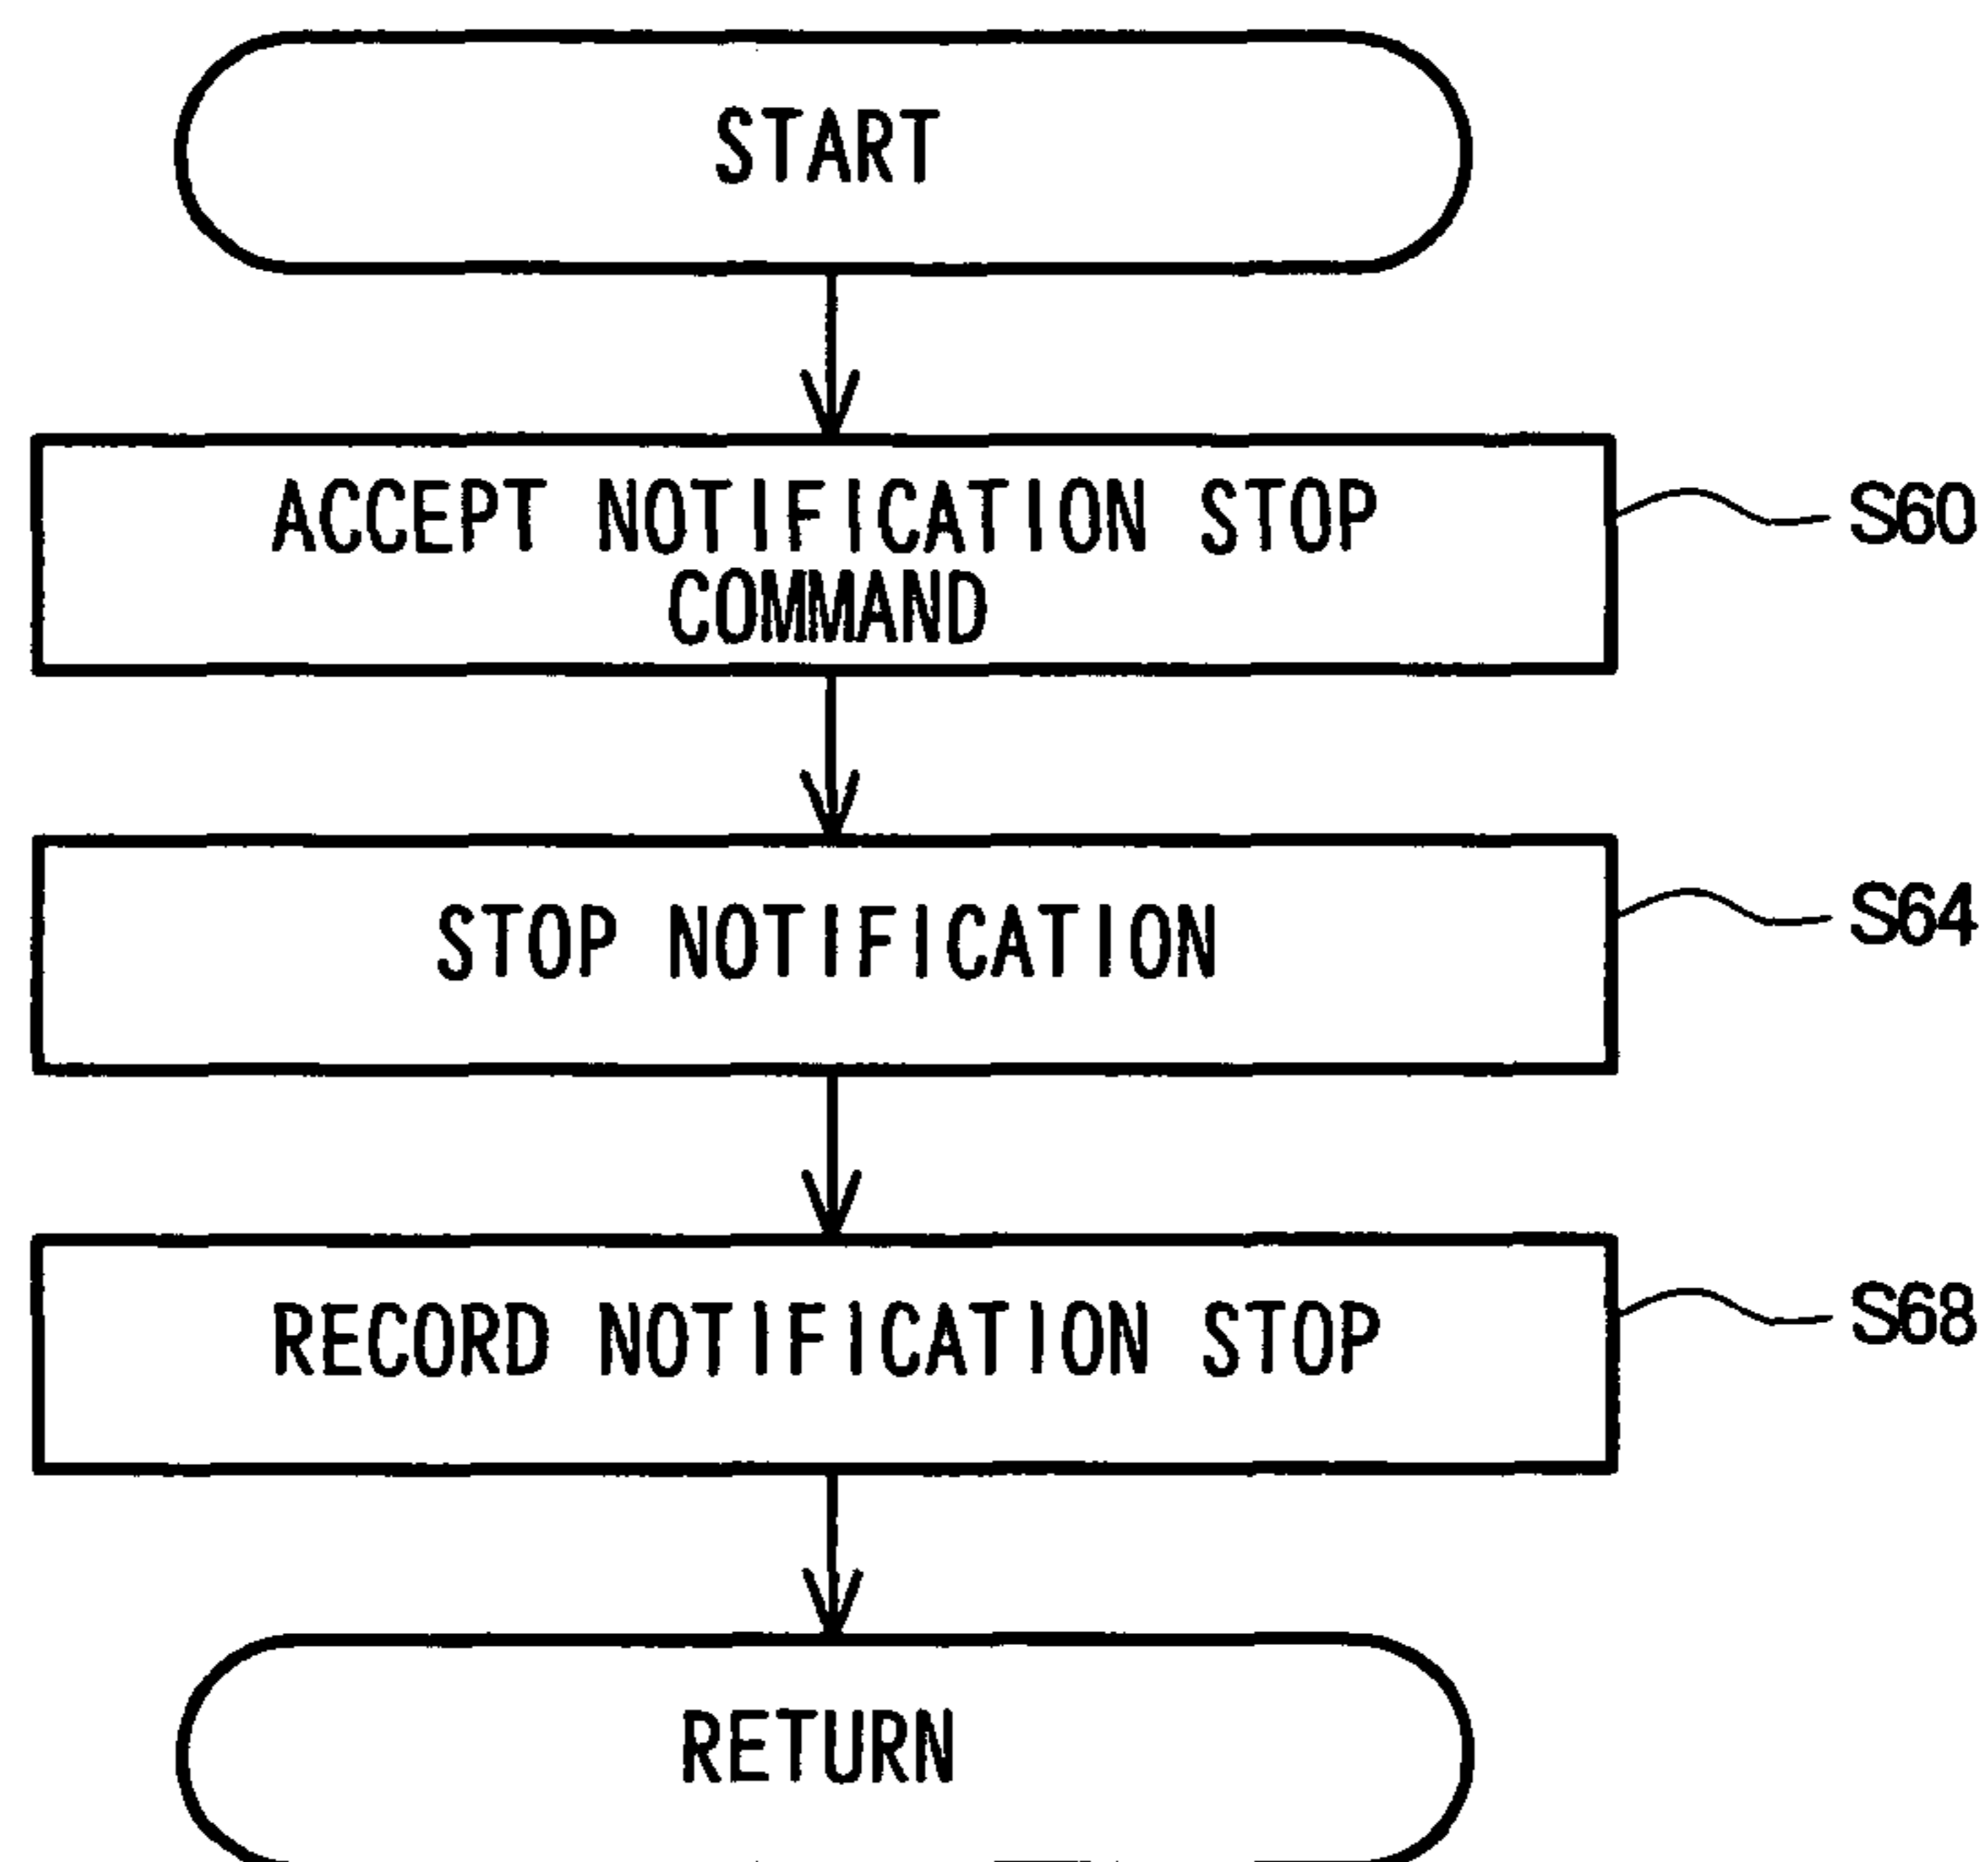 START
ACCEPT NOTIFICATION STOP
COMMAND
S60
STOP NOTIFICATION
S64
RECORD NOTIFICATION STOP
S68
RETURN